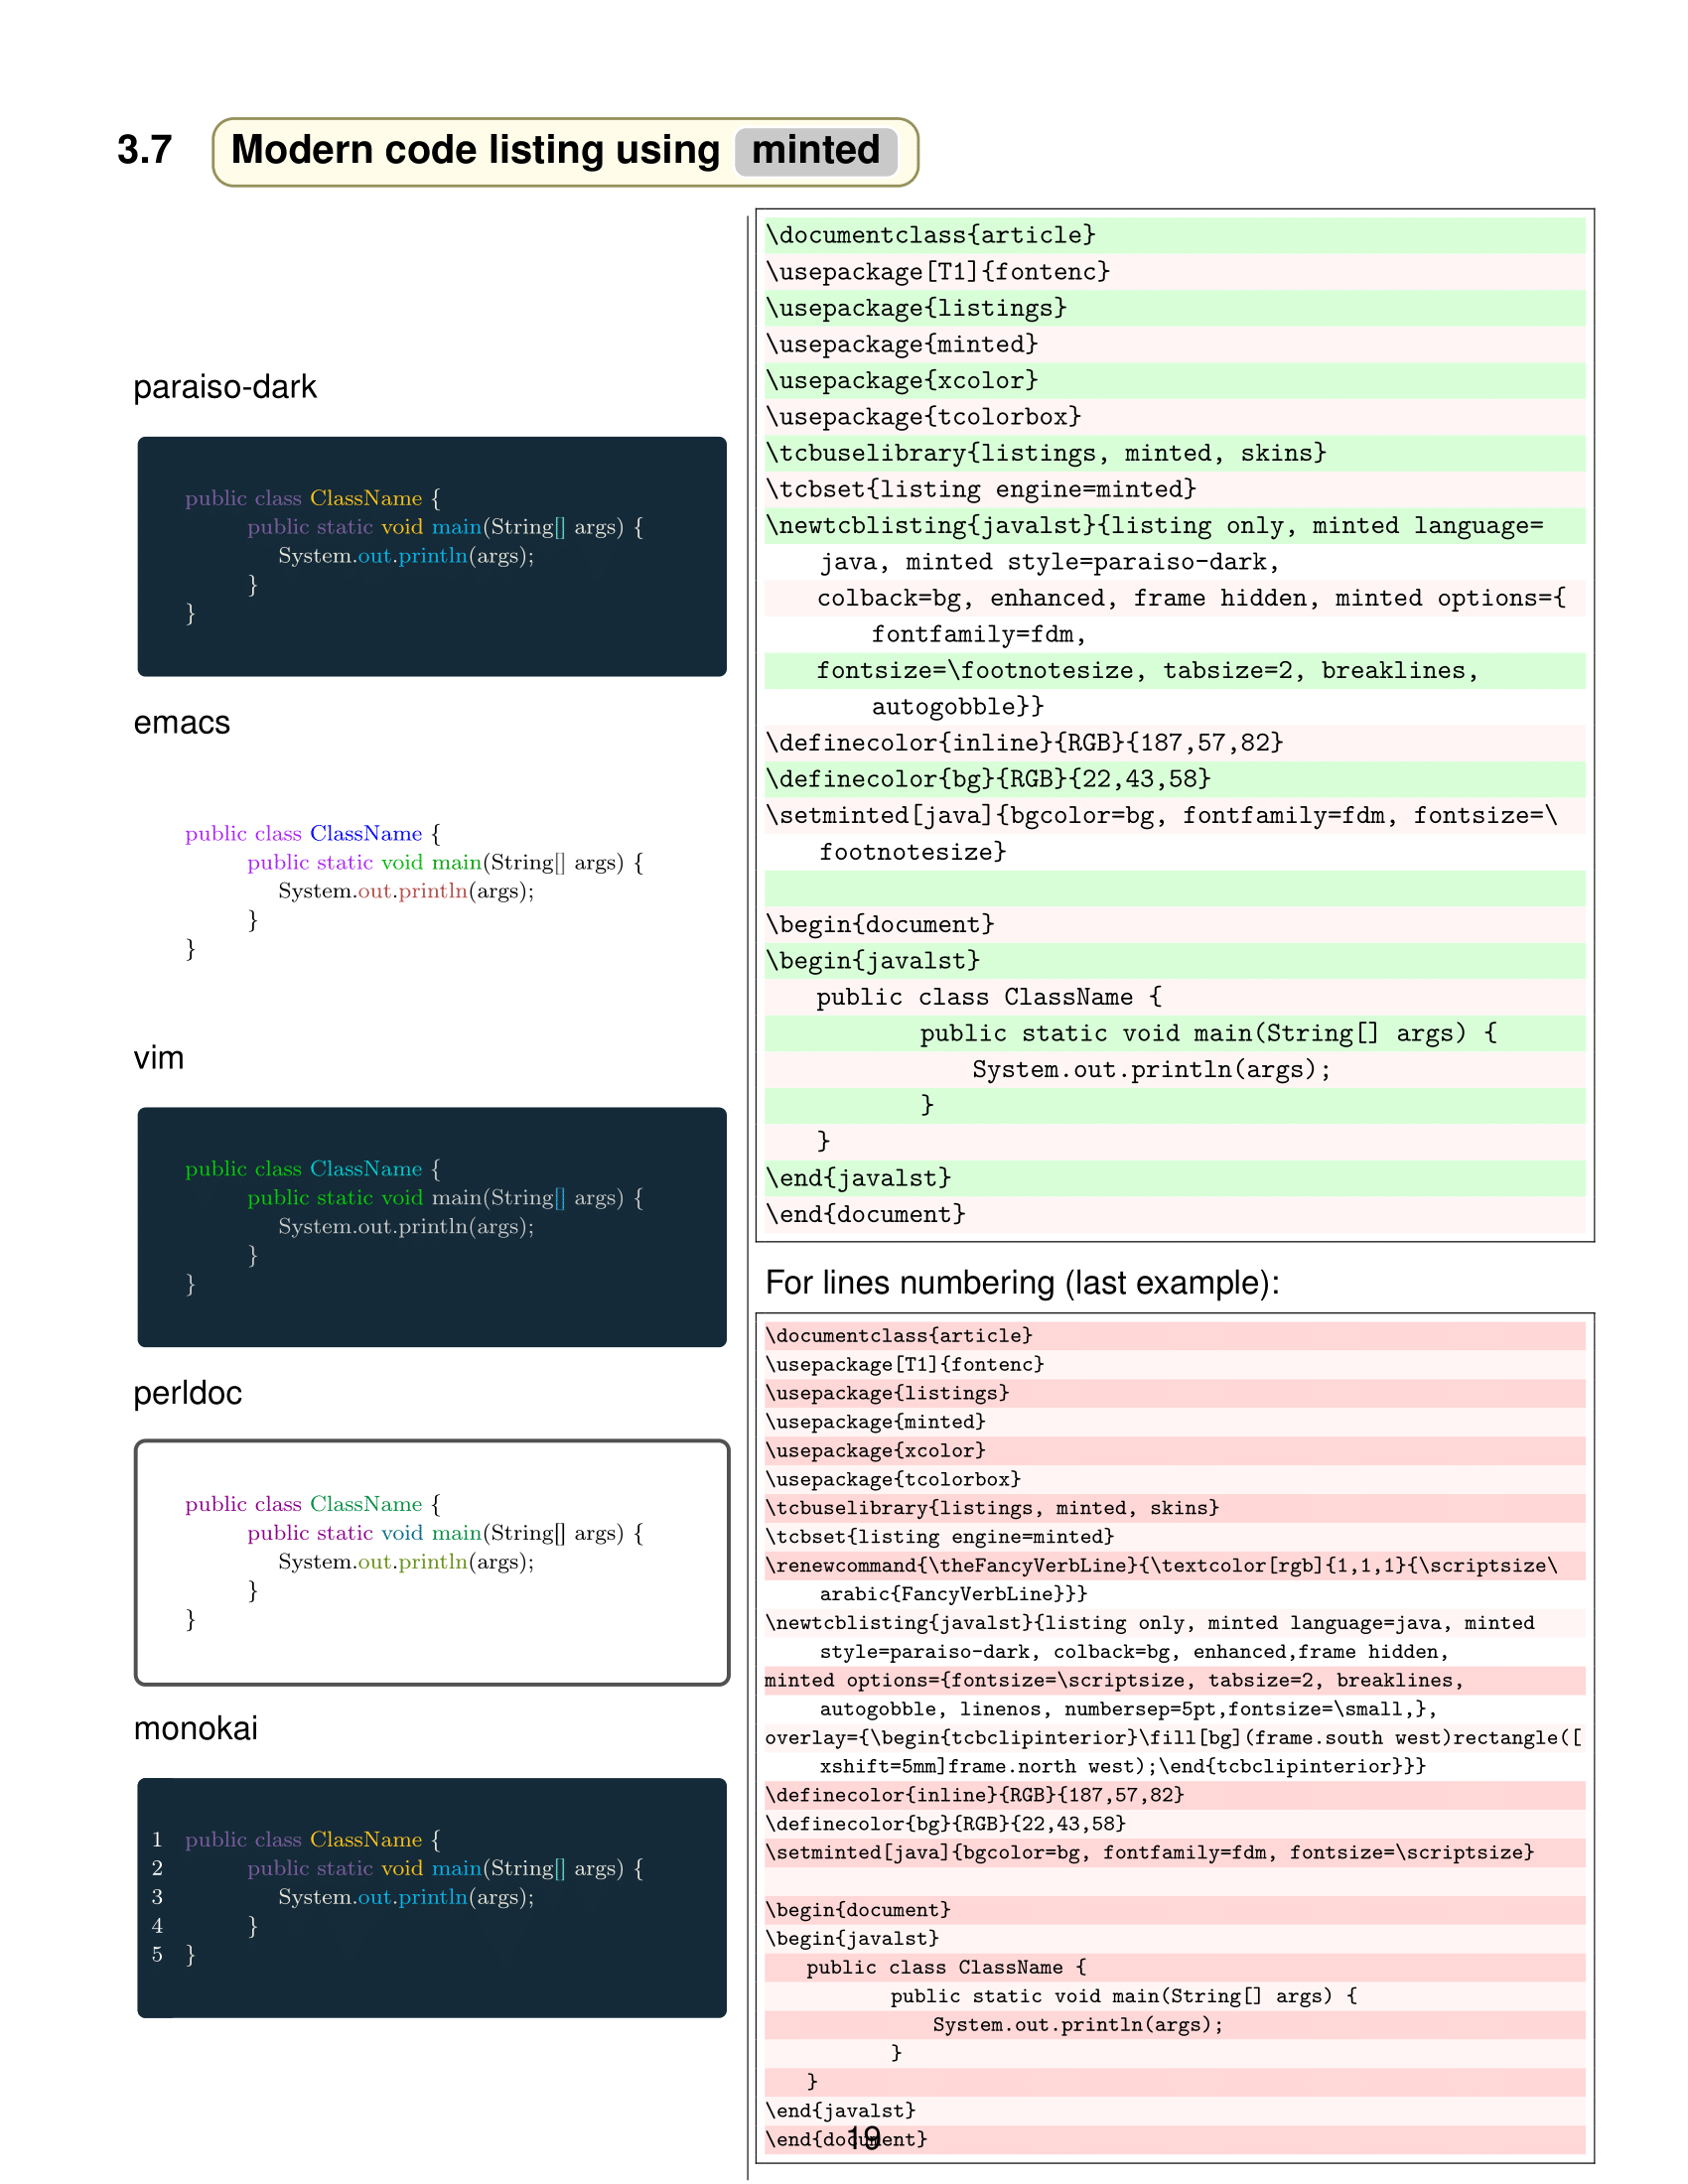 3.7 Modern code listing using minted
paraiso-dark
public class ClassName {
public static void main(String[] args) {
System.out.println(args);
}
}
emacs
public class ClassName {
public static void main(String[] args) {
System.out.println(args);
}
}
vim
public class ClassName {
public static void main(String[] args) {
System.out.println(args);
}
}
perldoc
public class ClassName {
public static void main(String[] args) {
System.out.println(args);
}
}
monokai
1 public class ClassName {
2 public static void main(String[] args) {
3 System.out.println(args);
4 }
5 }
\documentclass{article}
\usepackage[T1]{fontenc}
\usepackage{listings}
\usepackage{minted}
\usepackage{xcolor}
\usepackage{tcolorbox}
\tcbuselibrary{listings, minted, skins}
\tcbset{listing engine=minted}
\newtcblisting{javalst}{listing only, minted language=
java, minted style=paraiso-dark,
colback=bg, enhanced, frame hidden, minted options={
fontfamily=fdm,
fontsize=\footnotesize, tabsize=2, breaklines,
autogobble}}
\definecolor{inline}{RGB}{187,57,82}
\definecolor{bg}{RGB}{22,43,58}
\setminted[java]{bgcolor=bg, fontfamily=fdm, fontsize=\
footnotesize}
\begin{document}
\begin{javalst}
public class ClassName {
public static void main(String[] args) {
System.out.println(args);
}
}
\end{javalst}
\end{document}
For lines numbering (last example):
\documentclass{article}
\usepackage[T1]{fontenc}
\usepackage{listings}
\usepackage{minted}
\usepackage{xcolor}
\usepackage{tcolorbox}
\tcbuselibrary{listings, minted, skins}
\tcbset{listing engine=minted}
\renewcommand{\theFancyVerbLine}{\textcolor[rgb]{1,1,1}{\scriptsize\
arabic{FancyVerbLine}}}
\newtcblisting{javalst}{listing only, minted language=java, minted
style=paraiso-dark, colback=bg, enhanced,frame hidden,
minted options={fontsize=\scriptsize, tabsize=2, breaklines,
autogobble, linenos, numbersep=5pt,fontsize=\small,},
overlay={\begin{tcbclipinterior}\fill[bg](frame.south west)rectangle([
xshift=5mm]frame.north west);\end{tcbclipinterior}}}
\definecolor{inline}{RGB}{187,57,82}
\definecolor{bg}{RGB}{22,43,58}
\setminted[java]{bgcolor=bg, fontfamily=fdm, fontsize=\scriptsize}
\begin{document}
\begin{javalst}
public class ClassName {
public static void main(String[] args) {
System.out.println(args);
}
}
\end{javalst}
\end{document}
19